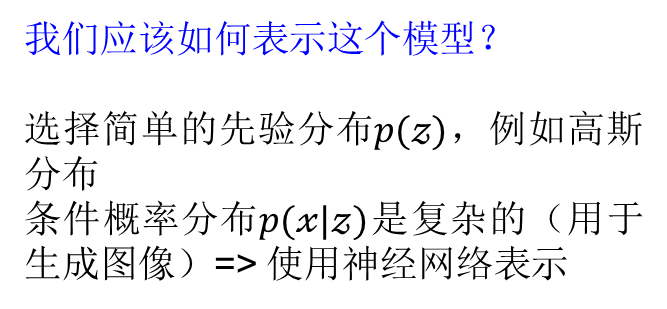 我们应该如何表示这个模型？
选择简单的先验分布p(z)，例如高斯
分布
条件概率分布p(x|z)是复杂的（用于
生成图像）=> 使用神经网络表示